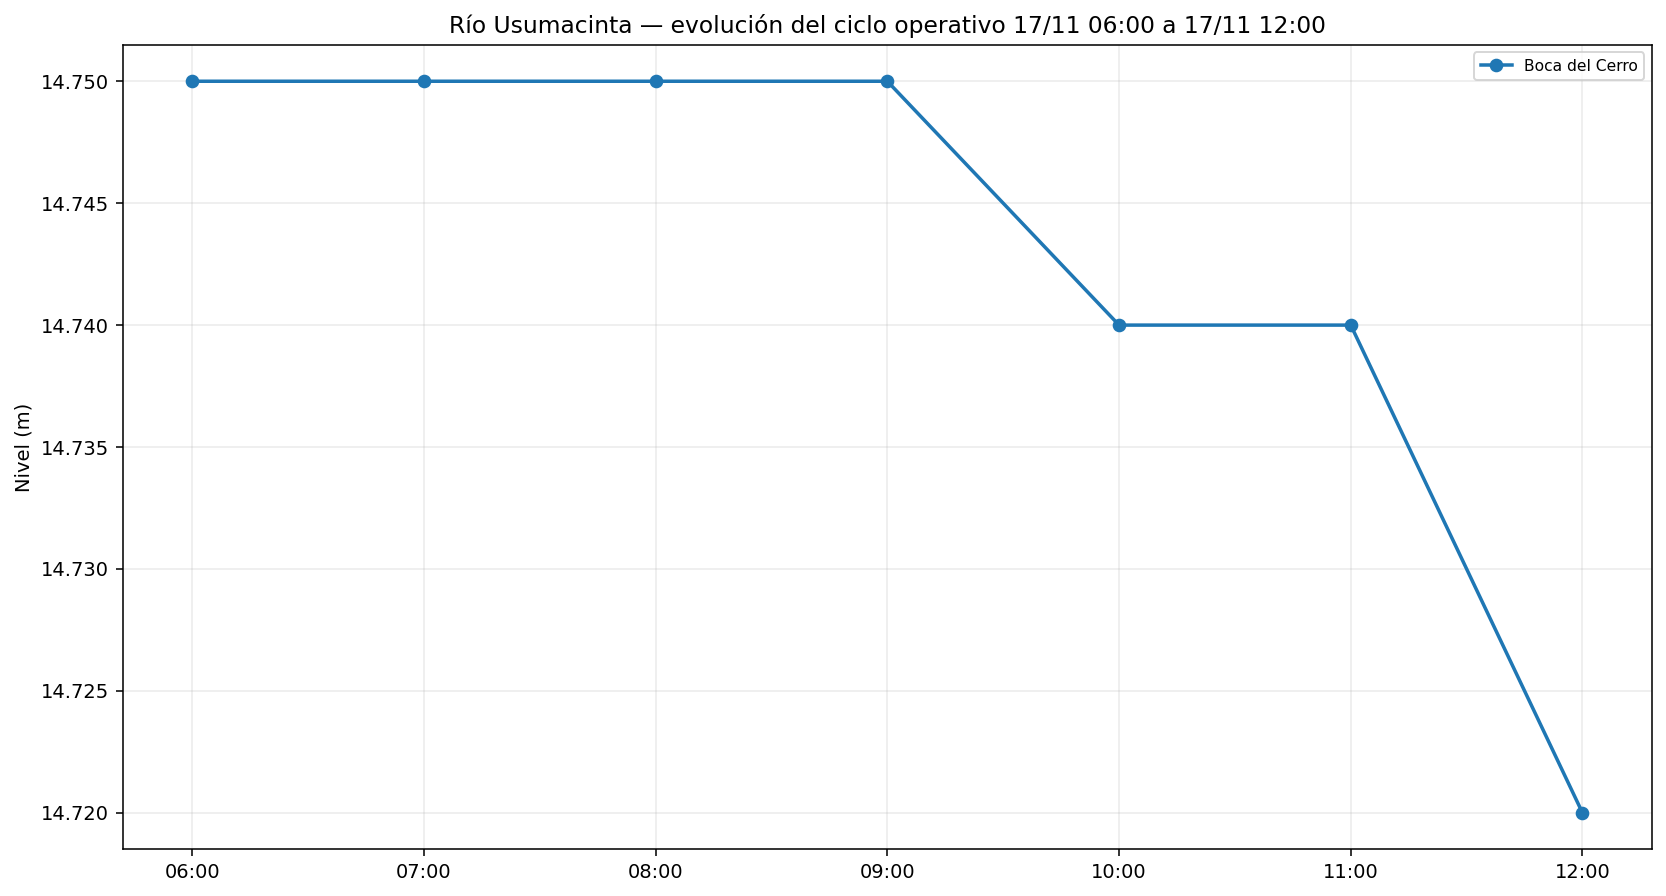 Río Usumacinta — evolución del ciclo operativo 17/11 06:00 a 17/11 12:00
Boca del Cerro
Nivel (m)
14.750
14.745
14.740
14.735
14.730
14.725
14.720
06:00 07:00 08:00 09:00 10:00 11:00 12:00